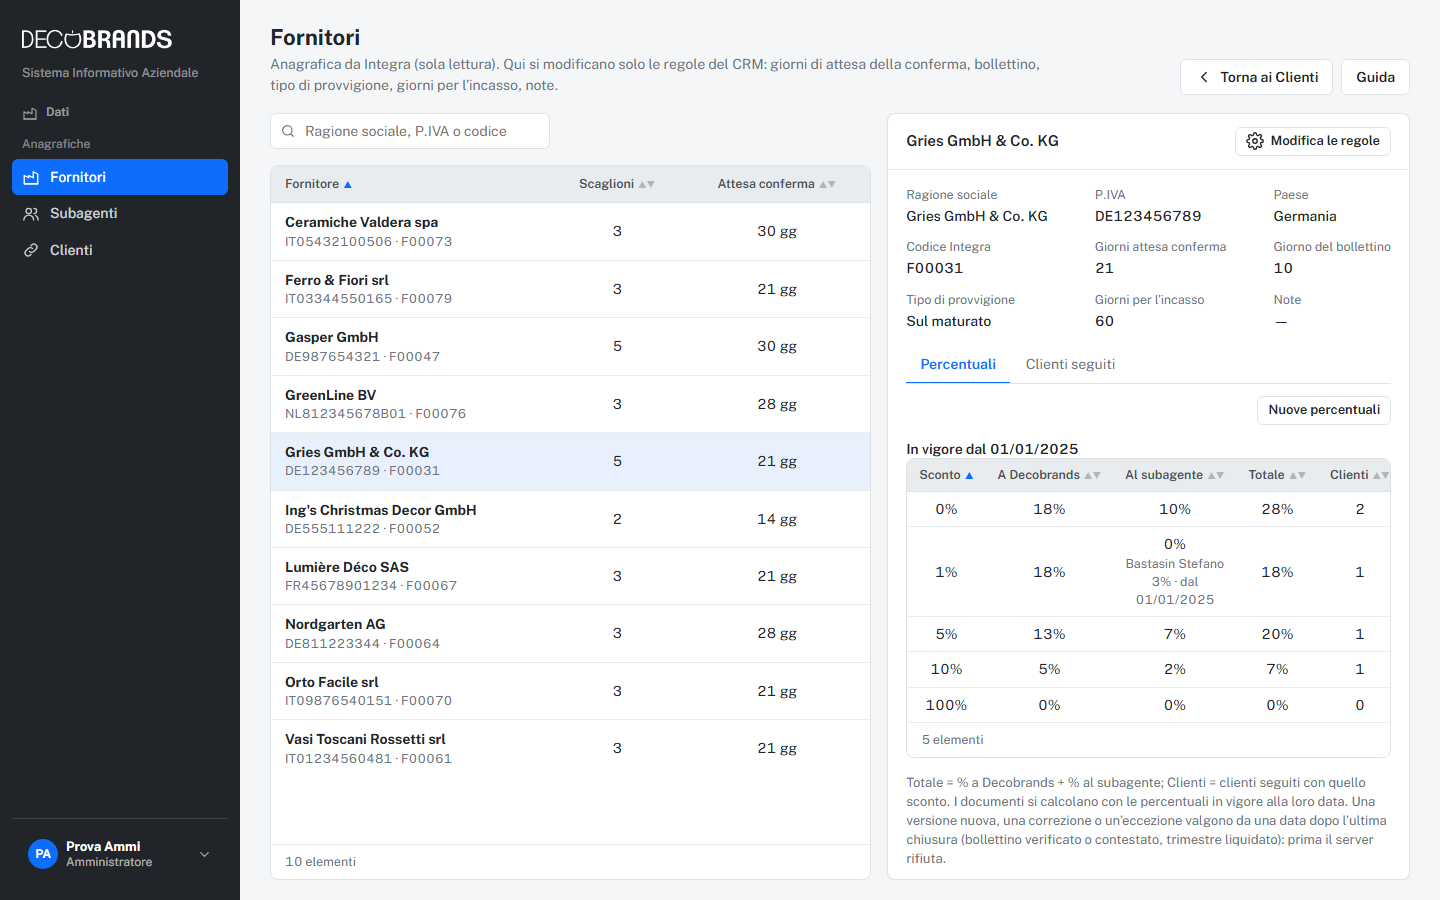 DECOBRANDS
Sistema Informativo Aziendale
Dati
Anagrafiche
Fornitori
Subagenti
Clienti
PA
Prova Ammi
Amministratore
Fornitori
Anagrafica da Integra (sola lettura). Qui si modificano solo le regole del CRM: giorni di attesa della conferma, bollettino,
tipo di provvigione, giorni per l'incasso, note.
Torna ai Clienti
Guida
Ragione sociale, P.IVA o codice
Fornitore Scaglioni Attesa conferma
Ceramiche Valdera spa
IT05432100506 · F00073
3 30 gg
Ferro & Fiori srl
IT03344550165 · F00079
3 21 gg
Gasper GmbH
DE987654321 · F00047
5 30 gg
GreenLine BV
NL812345678B01 · F00076
3 28 gg
Gries GmbH & Co. KG
DE123456789 · F00031
5 21 gg
Ing's Christmas Decor GmbH
DE555111222 · F00052
2 14 gg
Lumière Déco SAS
FR45678901234 · F00067
3 21 gg
Nordgarten AG
DE811223344 · F00064
3 28 gg
Orto Facile srl
IT09876540151 · F00070
3 21 gg
Vasi Toscani Rossetti srl
IT01234560481 · F00061
3 21 gg
10 elementi
Gries GmbH & Co. KG
Modifica le regole
Ragione sociale P.IVA Paese
Gries GmbH & Co. KG DE123456789 Germania
Codice Integra Giorni attesa conferma Giorno del bollettino
F00031 21 10
Tipo di provvigione Giorni per l'incasso Note
Sul maturato 60 —
Percentuali Clienti seguiti
Nuove percentuali
In vigore dal 01/01/2025
Sconto A Decobrands Al subagente Totale Clienti
0% 18% 10% 28% 2
1% 18% 0% 18% 1
Bastasin Stefano
3% · dal
01/01/2025
5% 13% 7% 20% 1
10% 5% 2% 7% 1
100% 0% 0% 0% 0
5 elementi
Totale = % a Decobrands + % al subagente; Clienti = clienti seguiti con quello
sconto. I documenti si calcolano con le percentuali in vigore alla loro data. Una
versione nuova, una correzione o un'eccezione valgono da una data dopo l'ultima
chiusura (bollettino verificato o contestato, trimestre liquidato): prima il server
rifiuta.